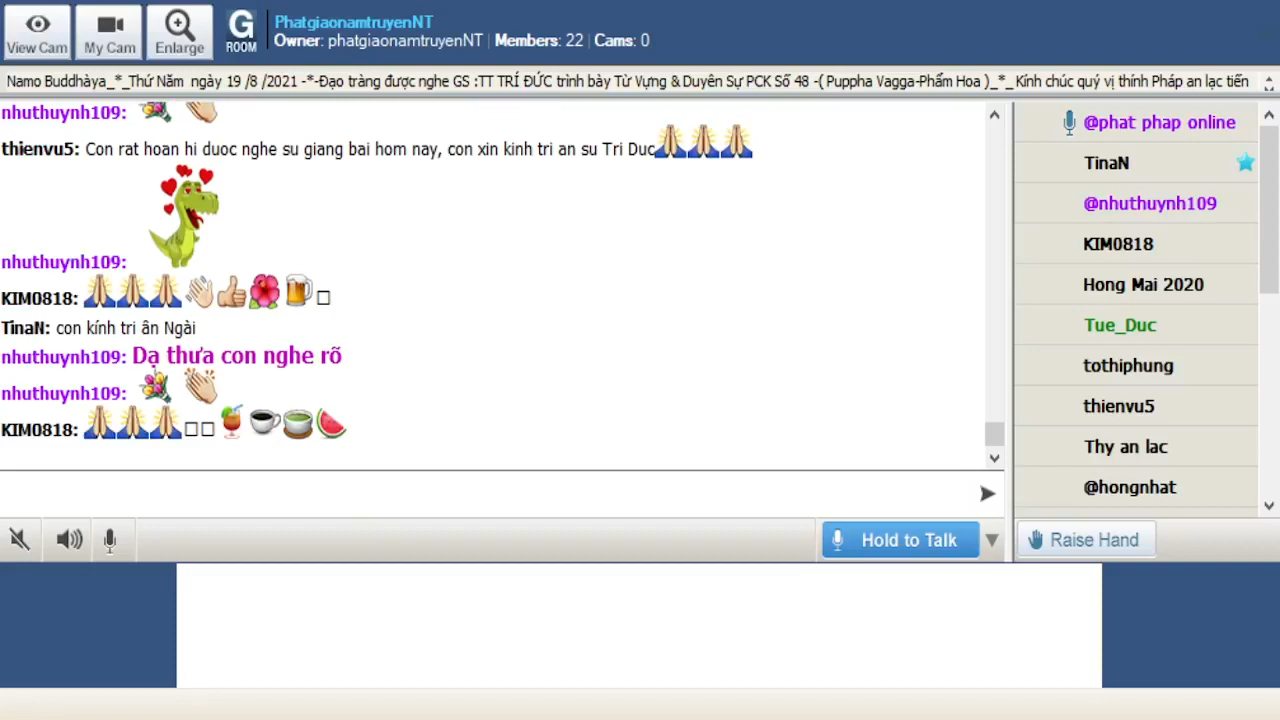 View Cam
My Cam
Enlarge
G
ROOM
PhatgiaonamtruyenNT
Owner: phatgiaonamtruyenNT | Members: 22 | Cams: 0
Namo Buddhàya_*_Thứ Năm ngày 19 /8 /2021 -*-Đạo tràng được nghe GS :TT TRÍ ĐỨC trình bày Từ Vựng & Duyên Sự PCK Số 48 -( Puppha Vagga-Phẩm Hoa )_*_Kính chúc quý vị thính Pháp an lạc tiến
nhuthuynh109:
thienvu5: Con rat hoan hi duoc nghe su giang bai hom nay, con xin kinh tri an su Tri Duc
nhuthuynh109:
KIM0818:
TinaN: con kính tri ân Ngài
nhuthuynh109: Dạ thưa con nghe rõ
nhuthuynh109:
KIM0818:
@phat phap online
TinaN
@nhuthuynh109
KIM0818
Hong Mai 2020
Tue_Duc
tothiphung
thienvu5
Thy an lac
@hongnhat
Hold to Talk
Raise Hand